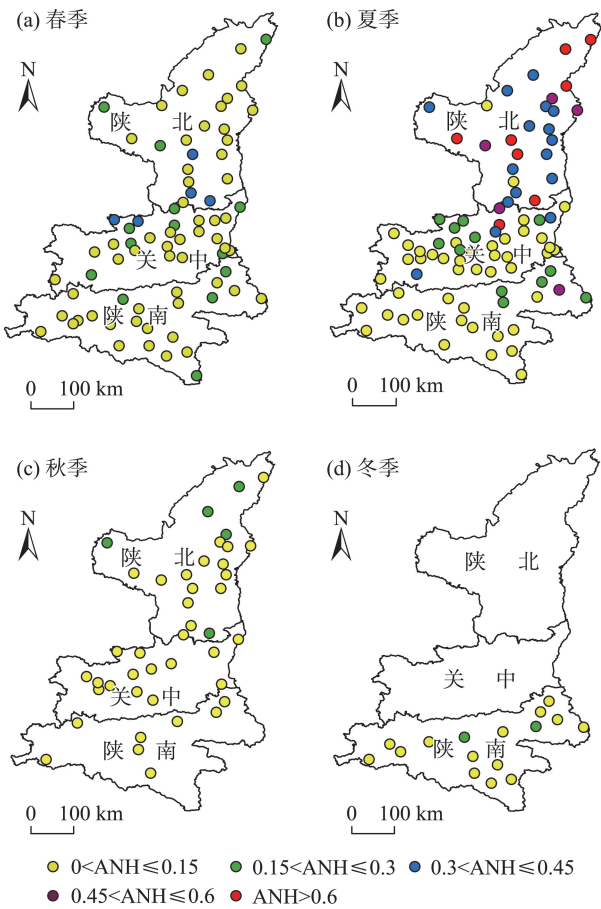 (a) 春季
N
陕 北
关 中
陕 南
0 100 km
(b) 夏季
N
陕 北
关 中
陕 南
0 100 km
(c) 秋季
N
陕 北
关 中
陕 南
0 100 km
(d) 冬季
N
陕 北
关 中
陕 南
0 100 km
0<ANH≤0.15 0.15<ANH≤0.3 0.3<ANH≤0.45
0.45<ANH≤0.6 ANH>0.6